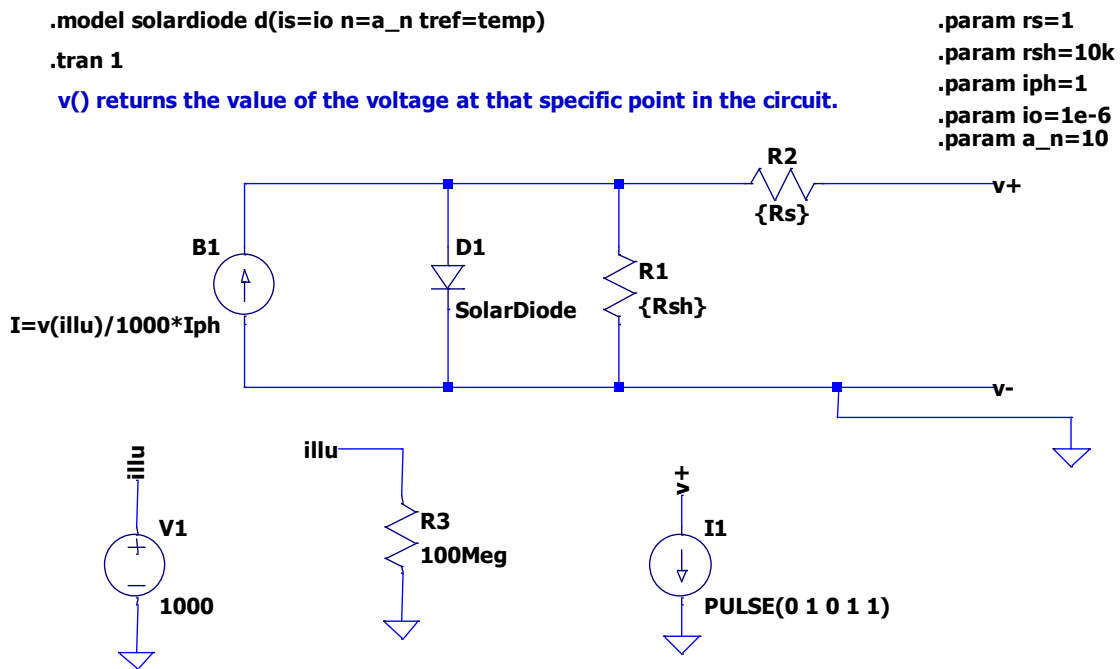 .model solardiode d(is=io n=a_n tref=temp)
.tran 1
v() returns the value of the voltage at that specific point in the circuit.
.param rs=1
.param rsh=10k
.param iph=1
.param io=1e-6
.param a_n=10
R2
{Rs}
v+
B1
I=v(illu)/1000*Iph
D1
SolarDiode
R1
{Rsh}
v-
illu
V1
1000
illu
R3
100Meg
v+
I1
PULSE(0 1 0 1 1)